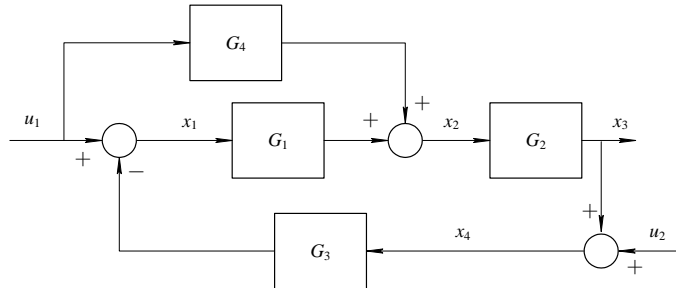 G4
u1
x1
G1
x2
G2
x3
+
+
+
+
−
+
+
G3
x4
u2